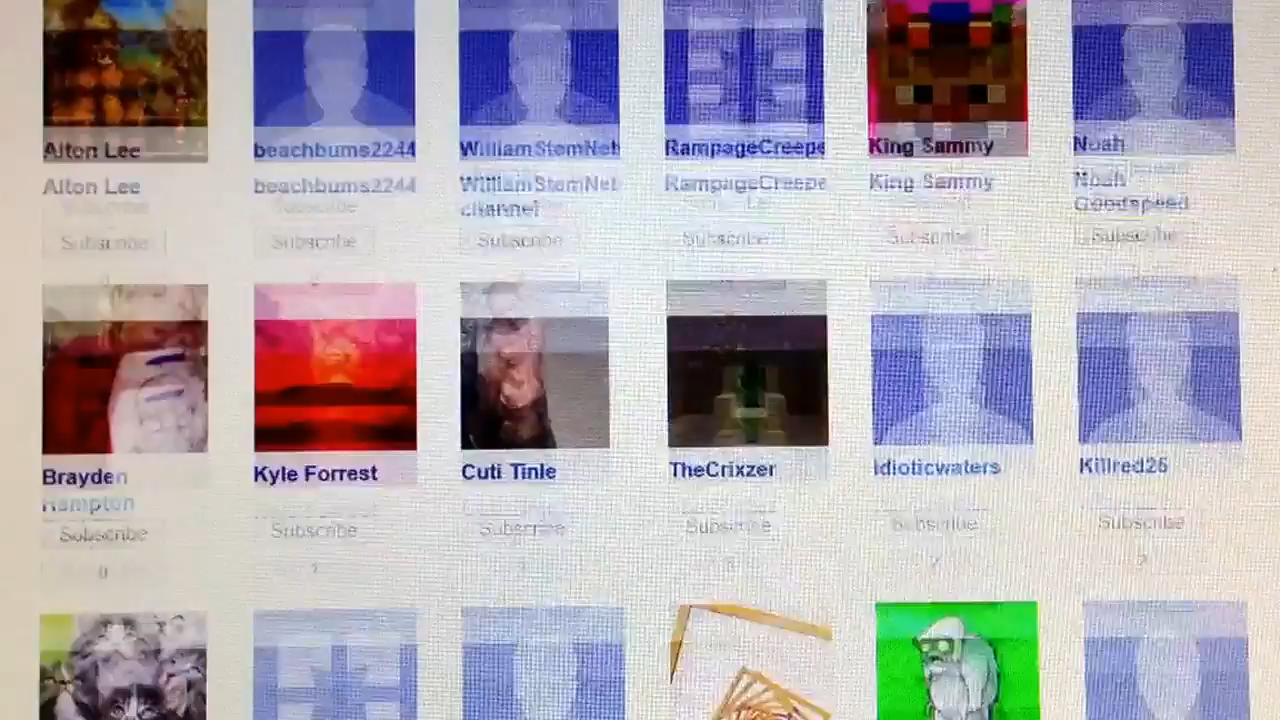 Alton Lee
beachbums2244
WilliamStemNet
RampageCreepe
King Sammy
Noah
Alton Lee
beachbums2244
WilliamStemNet
channel
RampageCreepe
King Sammy
Noah
Goodspeed
Subscribe
Subscribe
Subscribe
Subscribe
Subscribe
Subscribe
Brayden
Hampton
Kyle Forrest
Cuti Tinle
TheCrixzer
Idioticwaters
Killred26
Subscribe
Subscribe
Subscribe
Subscribe
Subscribe
Subscribe
0